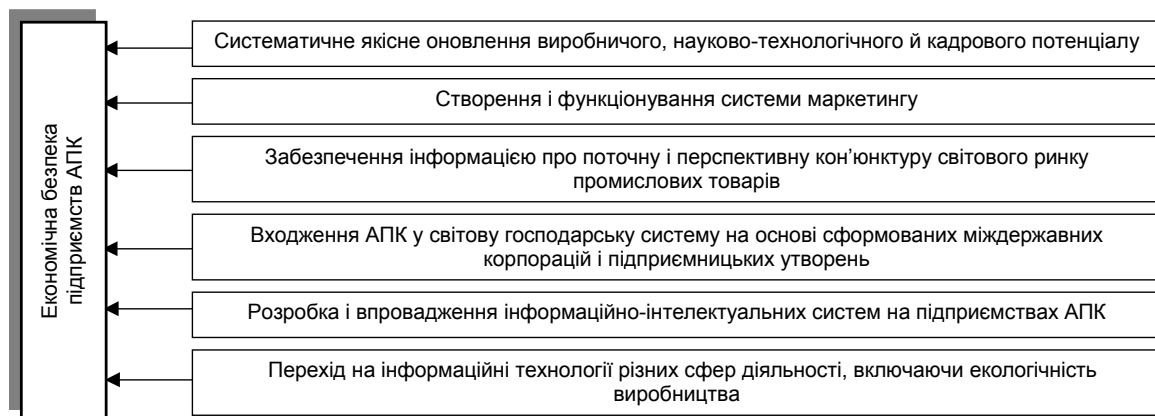 Економічна безпека
підприємств АПК
Систематичне якісне оновлення виробничого, науково-технологічного й кадрового потенціалу
Створення і функціонування системи маркетингу
Забезпечення інформацією про поточну і перспективну кон’юнктуру світового ринку
промислових товарів
Входження АПК у світову господарську систему на основі сформованих міждержавних
корпорацій і підприємницьких утворень
Розробка і впровадження інформаційно-інтелектуальних систем на підприємствах АПК
Перехід на інформаційні технології різних сфер діяльності, включаючи екологічність
виробництва